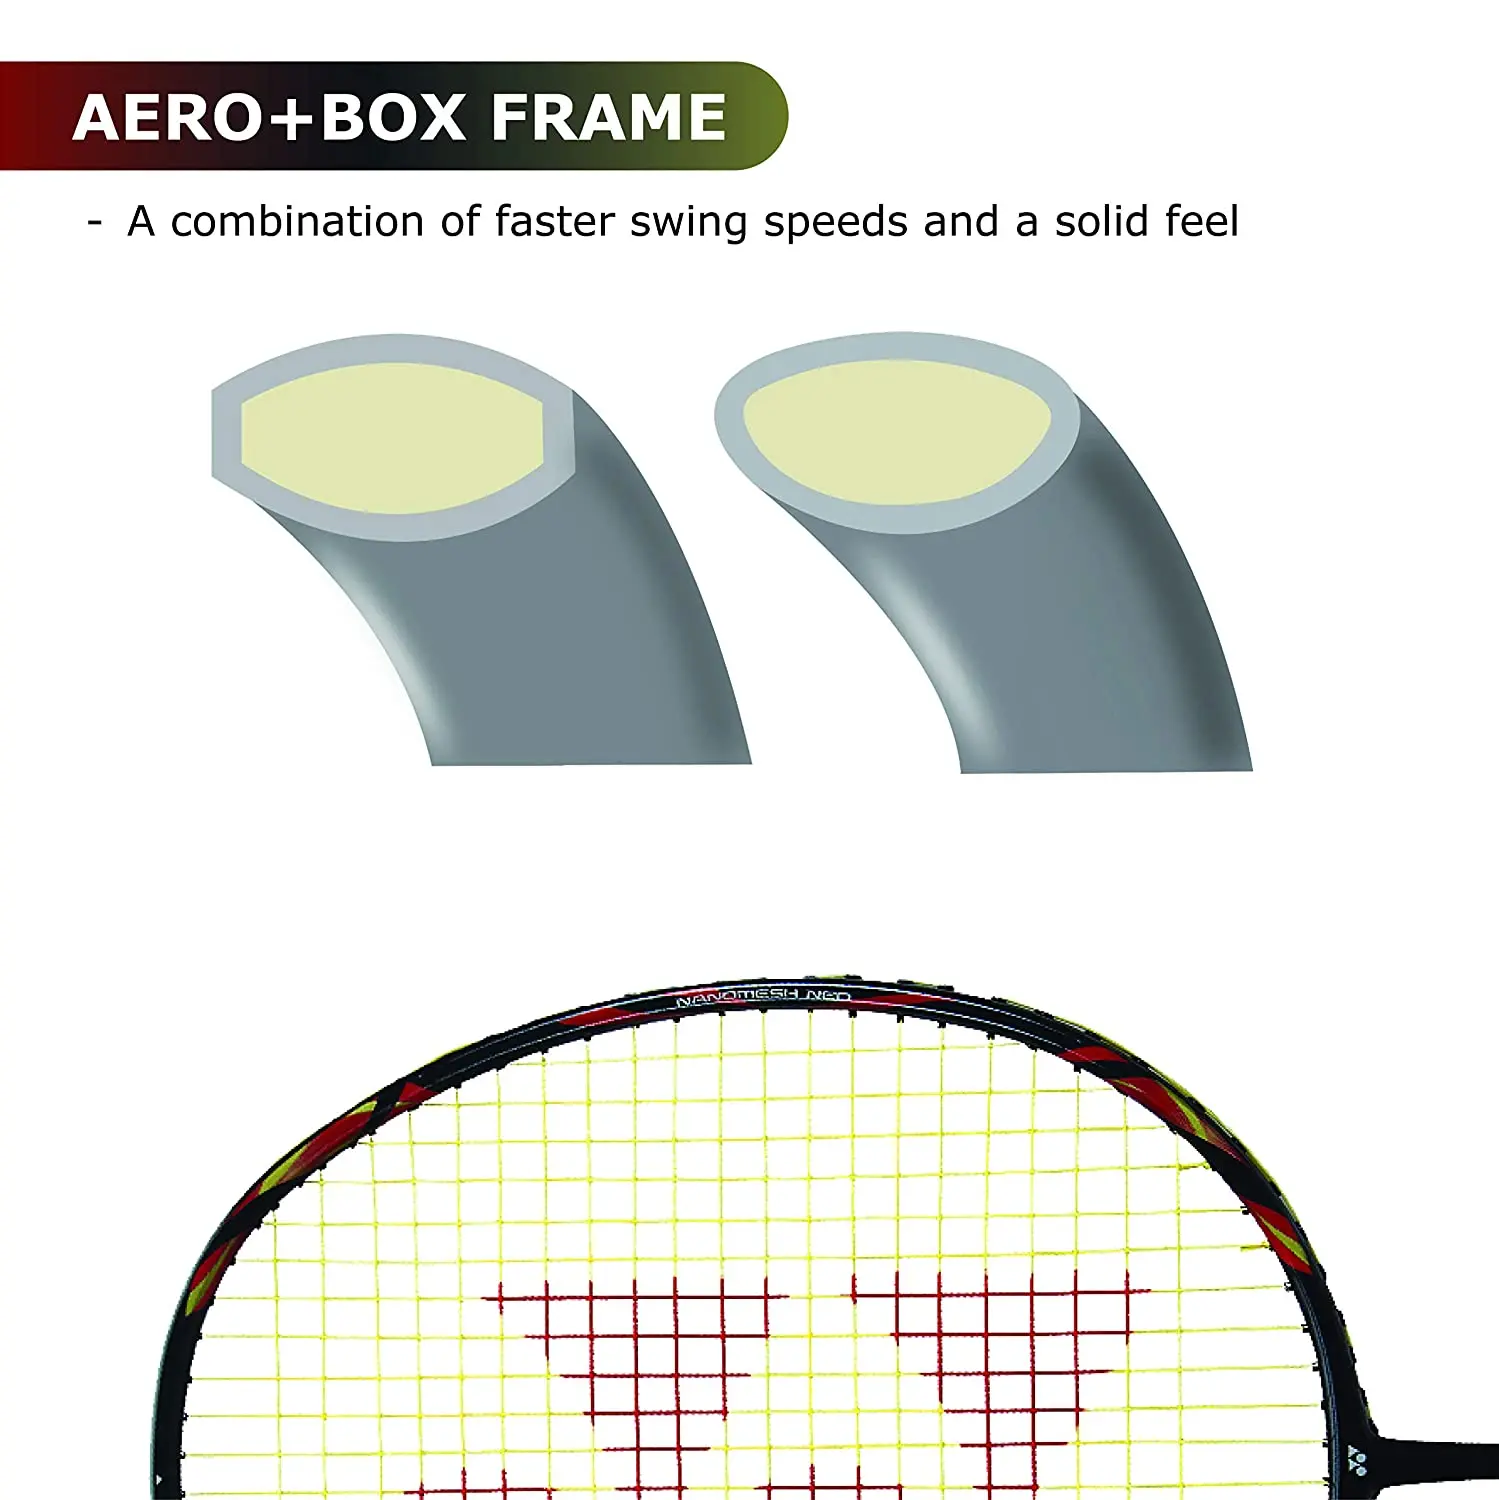 AERO+BOX FRAME
- A combination of faster swing speeds and a solid feel
NANOMESH NEO